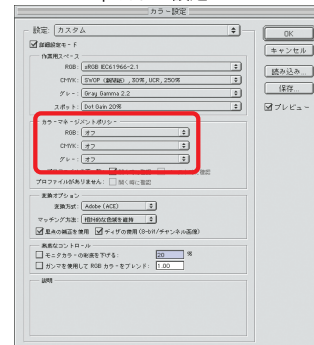 カラー設定
設定: カスタム
OK
詳細設定モード
キャンセル
作業用スペース
RGB: sRGB IEC61966-2.1
読み込み...
CMYK: SWOP (新聞紙), 30%, UCR, 250%
保存...
グレー: Gray Gamma 2.2
スポット: Dot Gain 20%
プレビュー
カラーマネージメントポリシー
RGB: オフ
CMYK: オフ
グレー: オフ
プロファイルがありません: 開く時に確認
変換オプション
変換方式: Adobe (ACE)
マッチング方法: 相対的な色域を維持
黒点の補正を使用 ディザの使用 (8-bit/チャンネル画像)
高度なコントロール
モニタカラーの彩度を下げる: 20 %
ガンマを使用して RGB カラーをブレンド: 1.00
説明